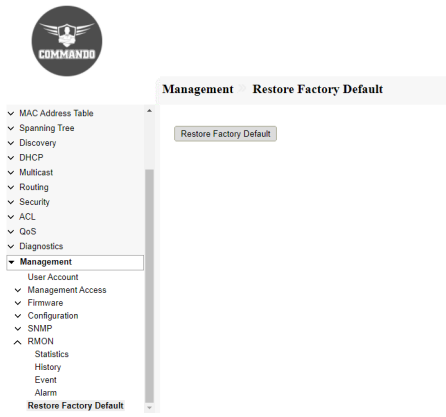 COMMANDO
Management » Restore Factory Default
Restore Factory Default
MAC Address Table
Spanning Tree
Discovery
DHCP
Multicast
Routing
Security
ACL
QoS
Diagnostics
Management
User Account
Management Access
Firmware
Configuration
SNMP
RMON
Statistics
History
Event
Alarm
Restore Factory Default